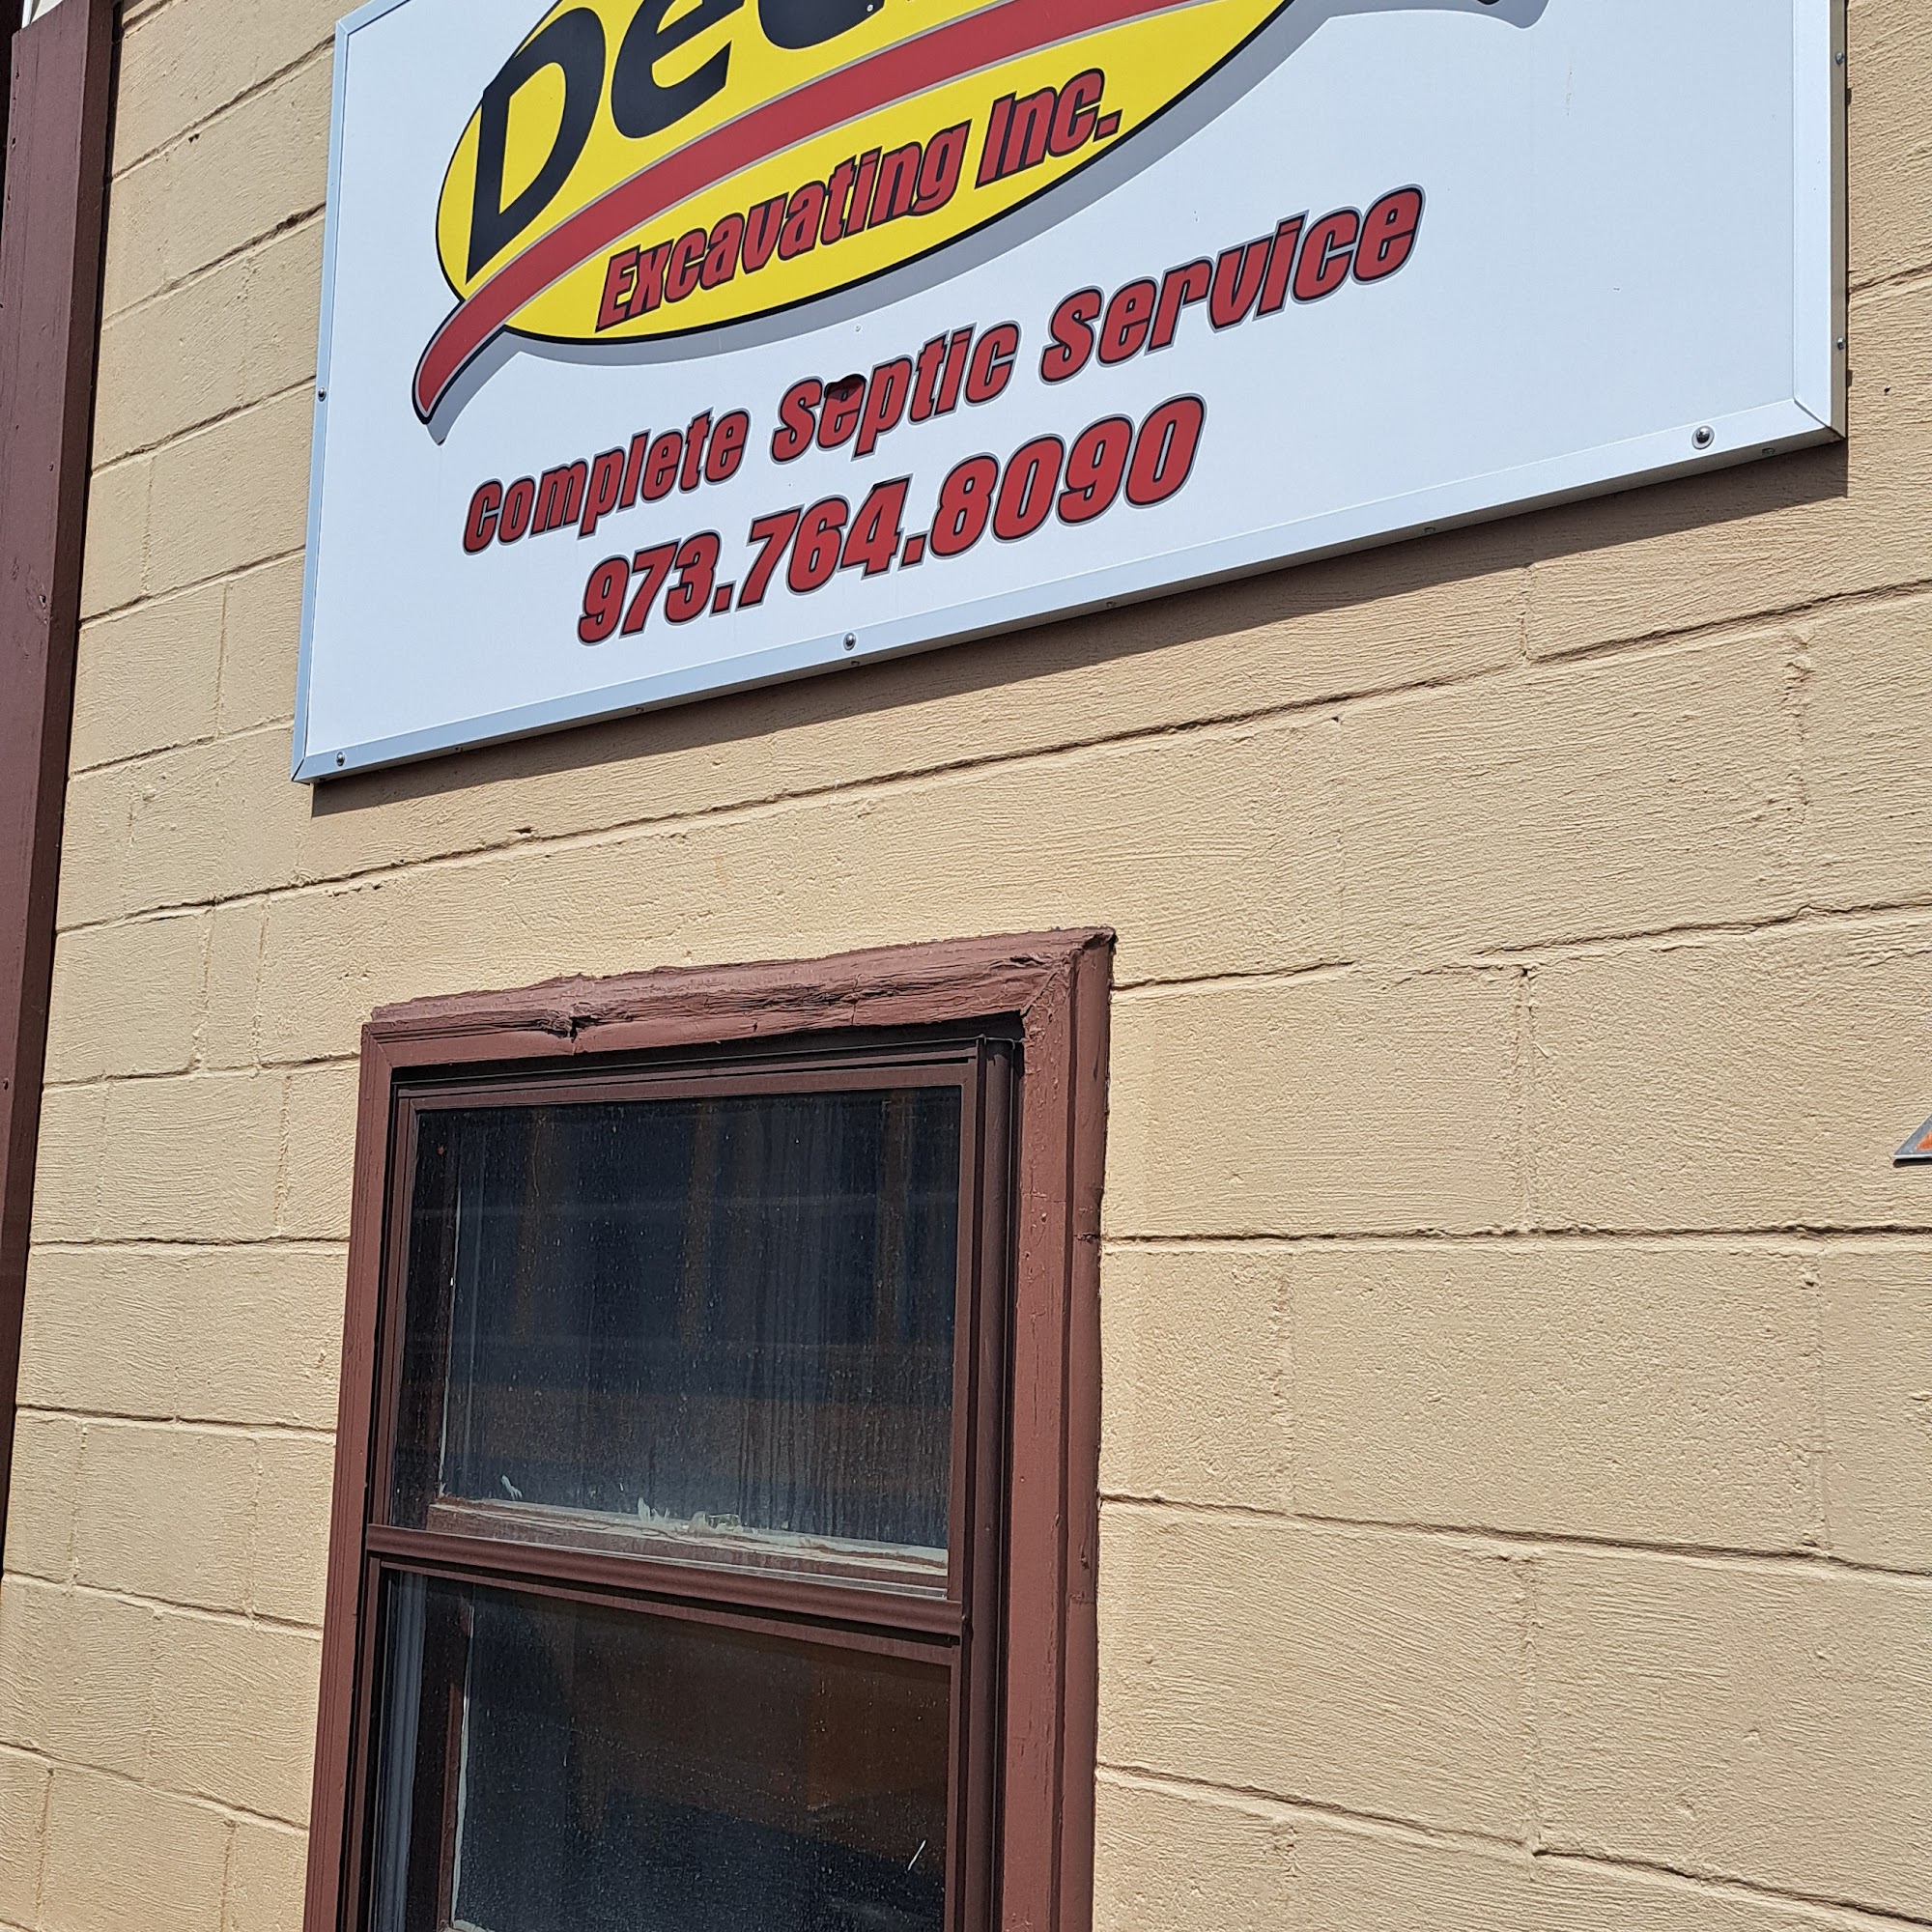 Excavating Inc.
Complete Septic Service
973.764.8090